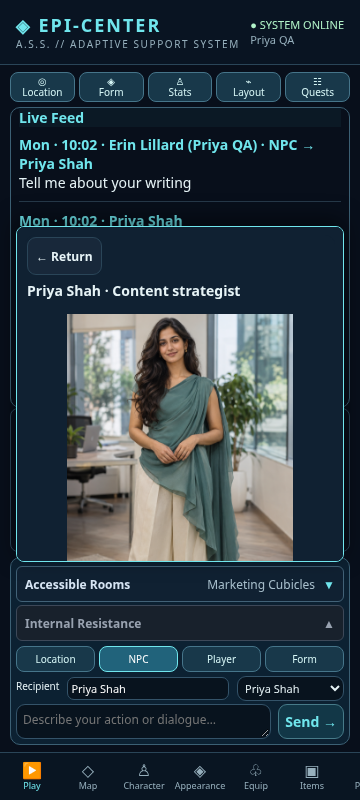 ◈ EPI-CENTER
A.S.S. // ADAPTIVE SUPPORT SYSTEM
● SYSTEM ONLINE
Priya QA
Location
Form
Stats
Layout
Quests
Live Feed
Mon · 10:02 · Erin Lillard (Priya QA) · NPC →
Priya Shah
Tell me about your writing
Mon · 10:02 · Priya Shah
← Return
Priya Shah · Content strategist
Accessible Rooms
Marketing Cubicles ▼
Internal Resistance ▲
Location
NPC
Player
Form
Recipient
Priya Shah
Priya Shah
Describe your action or dialogue...
Send →
Play
Map
Character
Appearance
Equip
Items